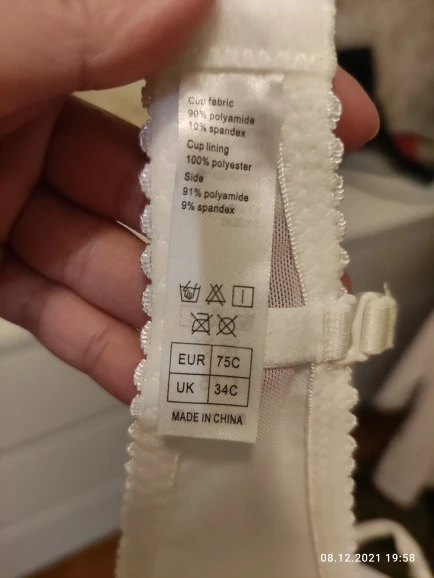 Cup fabric
90% polyamide
10% spandex
Cup lining
100% polyester
Side
91% polyamide
9% spandex
EUR 75C
UK 34C
MADE IN CHINA
08.12.2021 19:58